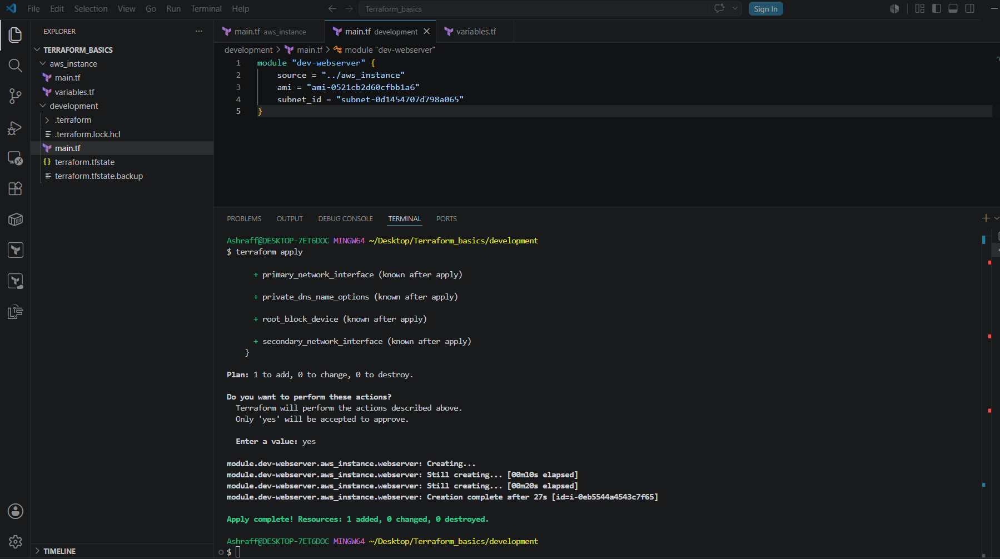 File Edit Selection View Go Run Terminal Help
Terraform_basics
Sign In
EXPLORER
TERRAFORM_BASICS
aws_instance
main.tf
variables.tf
development
.terraform
.terraform.lock.hcl
main.tf
terraform.tfstate
terraform.tfstate.backup
TIMELINE
main.tf aws_instance
main.tf development
variables.tf
development > main.tf > module "dev-webserver"
1 module "dev-webserver" {
2     source = "../aws_instance"
3     ami = "ami-0521cb2d60cfbb1a6"
4     subnet_id = "subnet-0d1454707d798a065"
5 }
PROBLEMS OUTPUT DEBUG CONSOLE TERMINAL PORTS
Ashraff@DESKTOP-7ET6DOC MINGW64 ~/Desktop/Terraform_basics/development
$ terraform apply
+ primary_network_interface (known after apply)
+ private_dns_name_options (known after apply)
+ root_block_device (known after apply)
+ secondary_network_interface (known after apply)
}
Plan: 1 to add, 0 to change, 0 to destroy.
Do you want to perform these actions?
Terraform will perform the actions described above.
Only 'yes' will be accepted to approve.
Enter a value: yes
module.dev-webserver.aws_instance.webserver: Creating...
module.dev-webserver.aws_instance.webserver: Still creating... [00m10s elapsed]
module.dev-webserver.aws_instance.webserver: Still creating... [00m20s elapsed]
module.dev-webserver.aws_instance.webserver: Creation complete after 27s [id=i-0eb5544a4543c7f65]
Apply complete! Resources: 1 added, 0 changed, 0 destroyed.
Ashraff@DESKTOP-7ET6DOC MINGW64 ~/Desktop/Terraform_basics/development
$